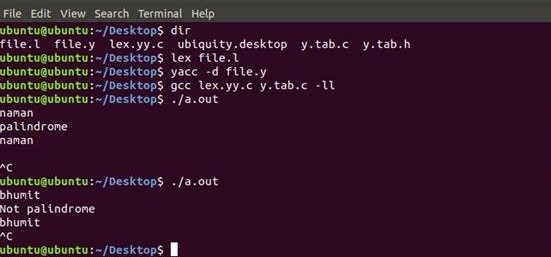 File Edit View Search Terminal Help
ubuntu@ubuntu:~/Desktop$ dir
file.l file.y lex.yy.c ubiquity.desktop y.tab.c y.tab.h
ubuntu@ubuntu:~/Desktop$ lex file.l
ubuntu@ubuntu:~/Desktop$ yacc -d file.y
ubuntu@ubuntu:~/Desktop$ gcc lex.yy.c y.tab.c -ll
ubuntu@ubuntu:~/Desktop$ ./a.out
naman
palindrome
naman
^C
ubuntu@ubuntu:~/Desktop$ ./a.out
bhumit
Not palindrome
bhumit
^C
ubuntu@ubuntu:~/Desktop$